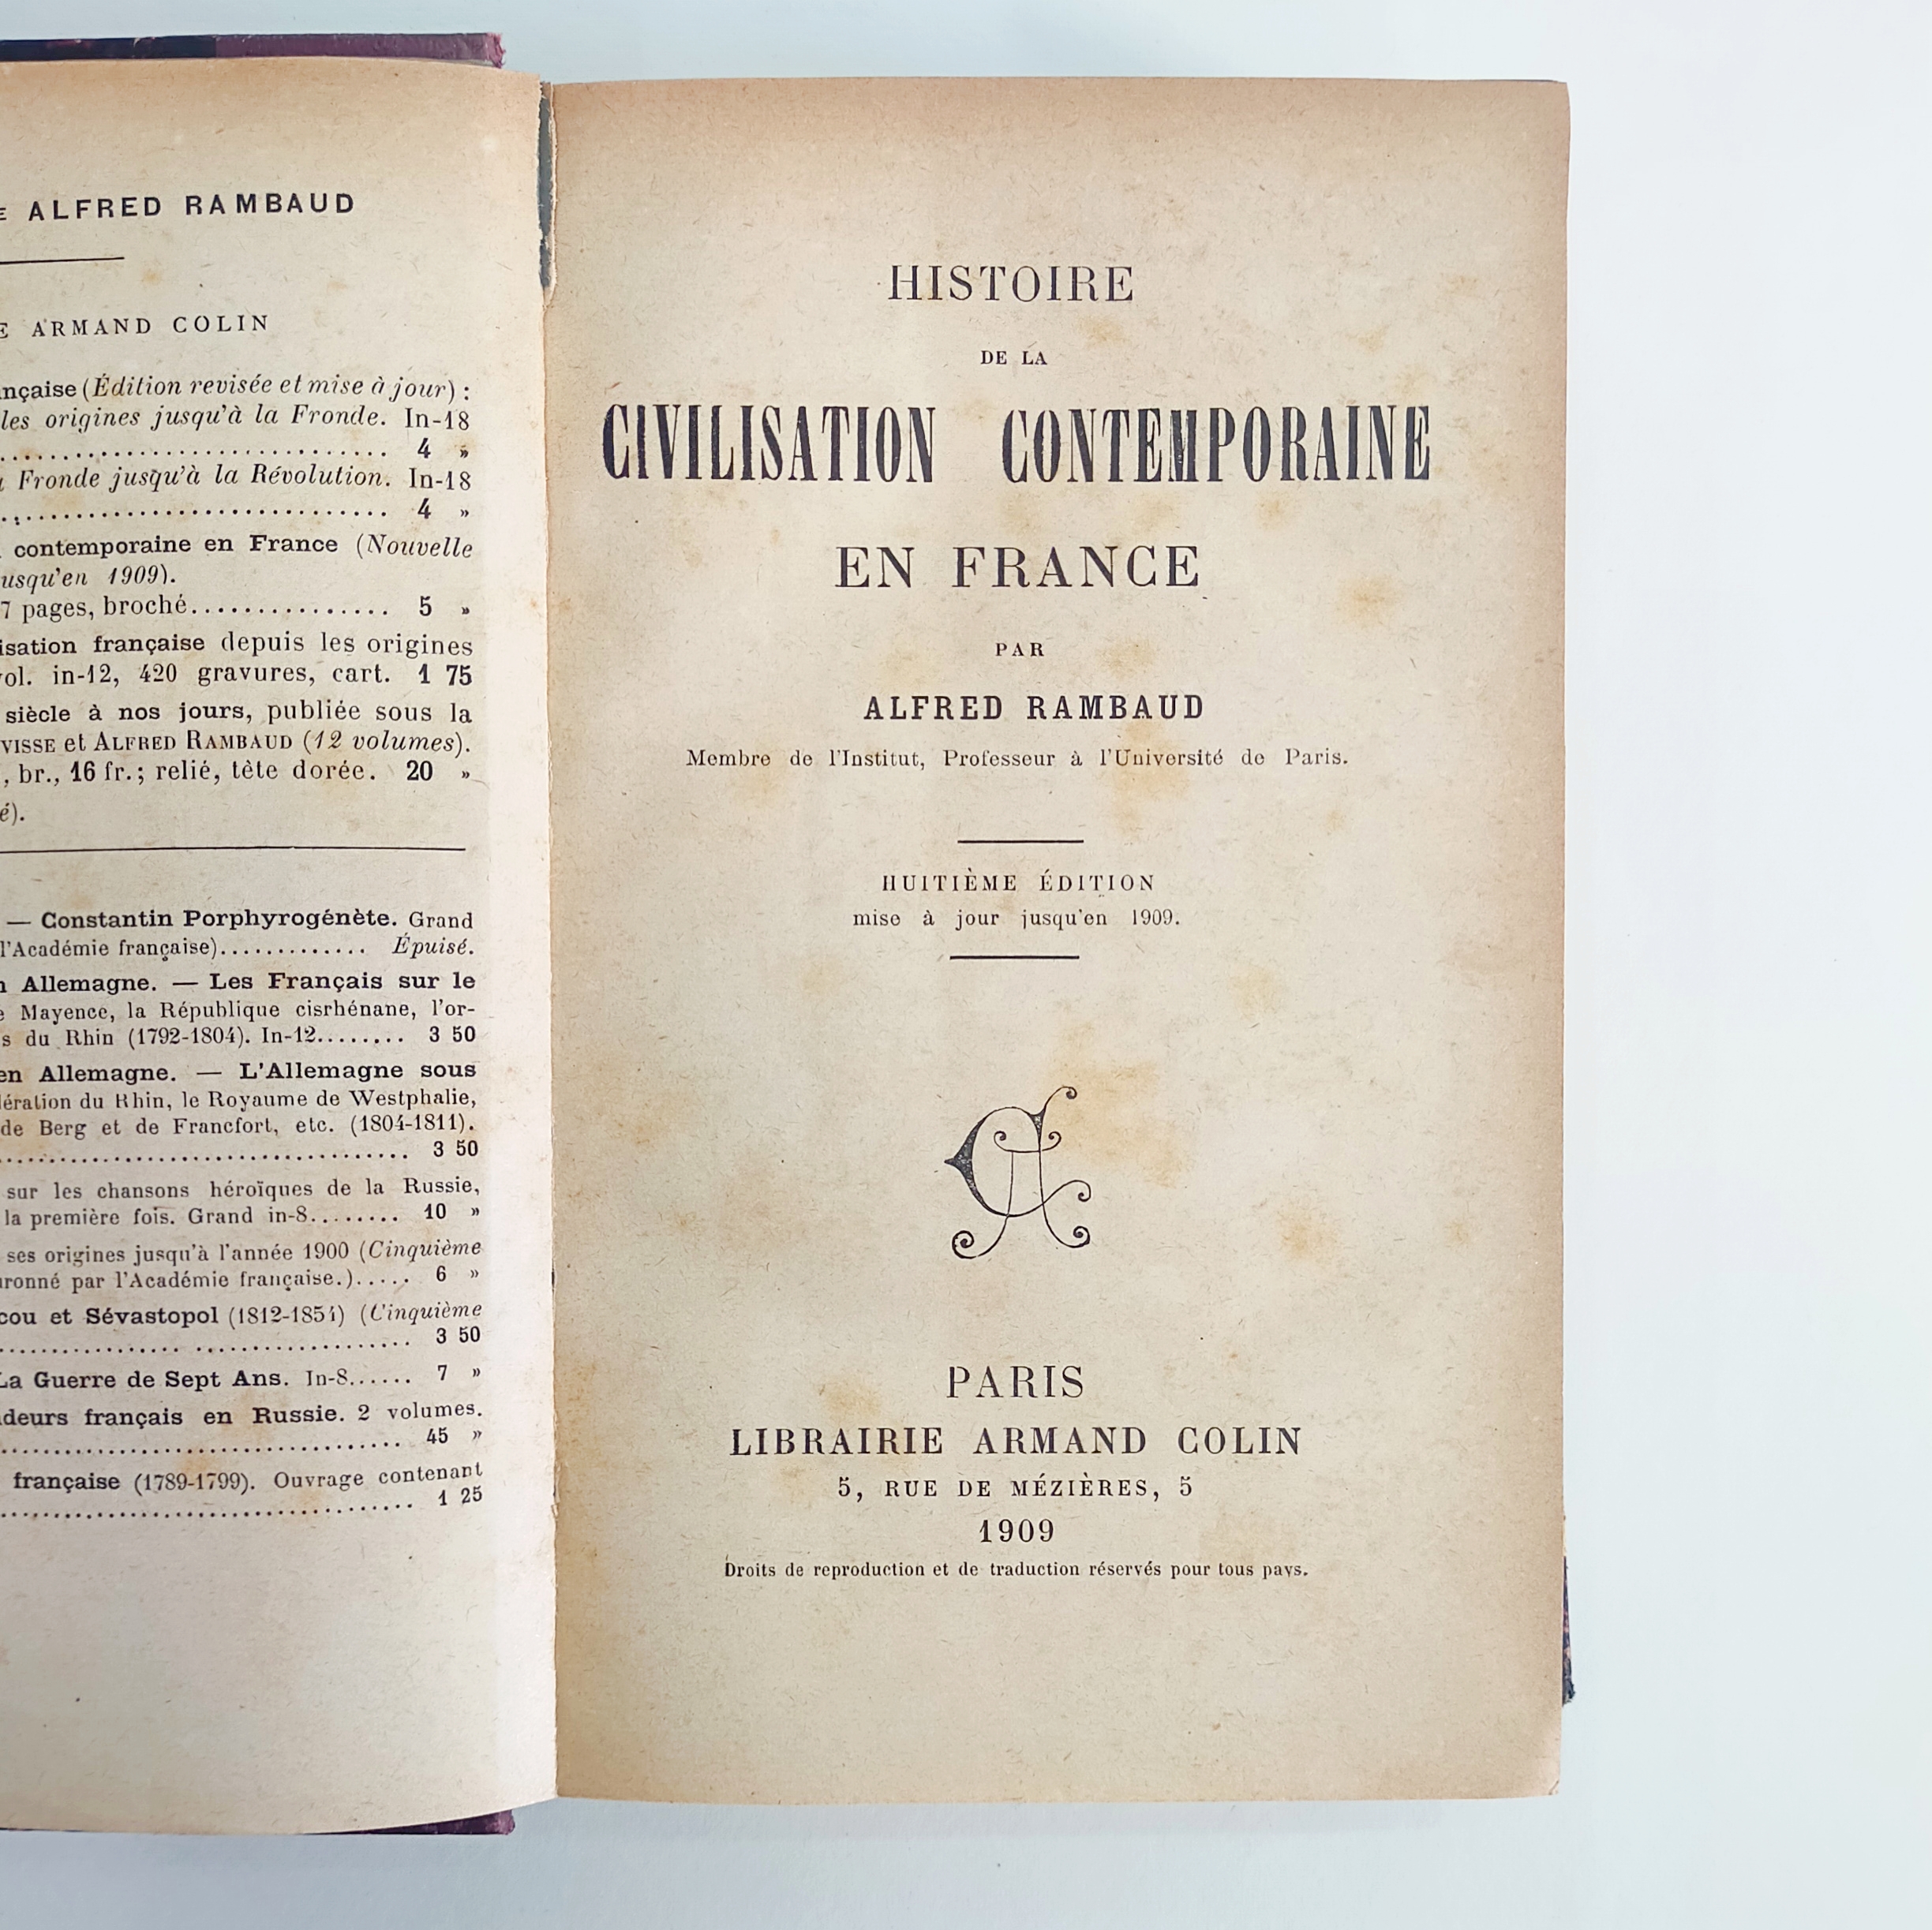 ALFRED RAMBAUD
ARMAND COLIN
(Édition revisée et mise à jour) :
les origines jusqu'à la Fronde. In-18
4 »
Fronde jusqu'à la Révolution. In-18
4 »
contemporaine en France (Nouvelle
jusqu'en 1909).
7 pages, broché............... 5 »
française depuis les origines
vol. in-12, 420 gravures, cart. 1 75
siècle à nos jours, publiée sous la
et ALFRED RAMBAUD (12 volumes).
, br., 16 fr.; relié, tète dorée. 20 »
— Constantin Porphyrogénète. Grand
l'Académie française)............. Épuisé.
Allemagne. — Les Français sur le
Mayence, la République cisrhénane, l'or-
du Rhin (1792-1804). In-12........ 3 50
en Allemagne. — L'Allemagne sous
du Rhin, le Royaume de Westphalie,
de Berg et de Francfort, etc. (1804-1811).
3 50
sur les chansons héroïques de la Russie,
la première fois. Grand in-8......... 10 »
ses origines jusqu'à l'année 1900 (Cinquième
par l'Académie française.)..... 6 »
et Sévastopol (1812-1854) (Cinquième
3 50
La Guerre de Sept Ans. In-8...... 7 »
français en Russie. 2 volumes.
45 »
française (1789-1799). Ouvrage contenant
1 25
HISTOIRE
DE LA
CIVILISATION CONTEMPORAINE
EN FRANCE
PAR
ALFRED RAMBAUD
Membre de l'Institut, Professeur à l'Université de Paris.
HUITIÈME ÉDITION
mise à jour jusqu'en 1909.
PARIS
LIBRAIRIE ARMAND COLIN
5, RUE DE MÉZIÈRES, 5
1909
Droits de reproduction et de traduction réservés pour tous pays.